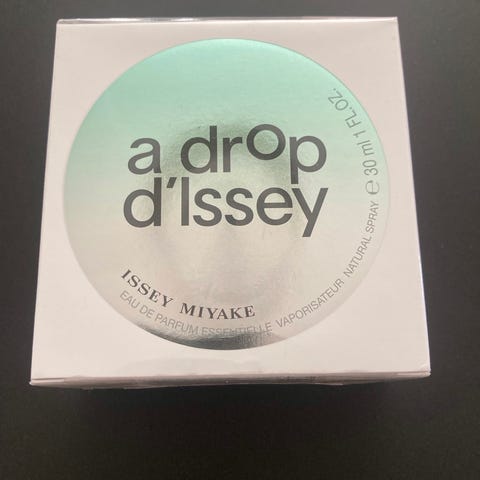 a drop
d'Issey
ISSEY MIYAKE
EAU DE PARFUM ESSENTIELLE VAPORISATEUR NATURAL SPRAY e 30 ml 1 FL.OZ.